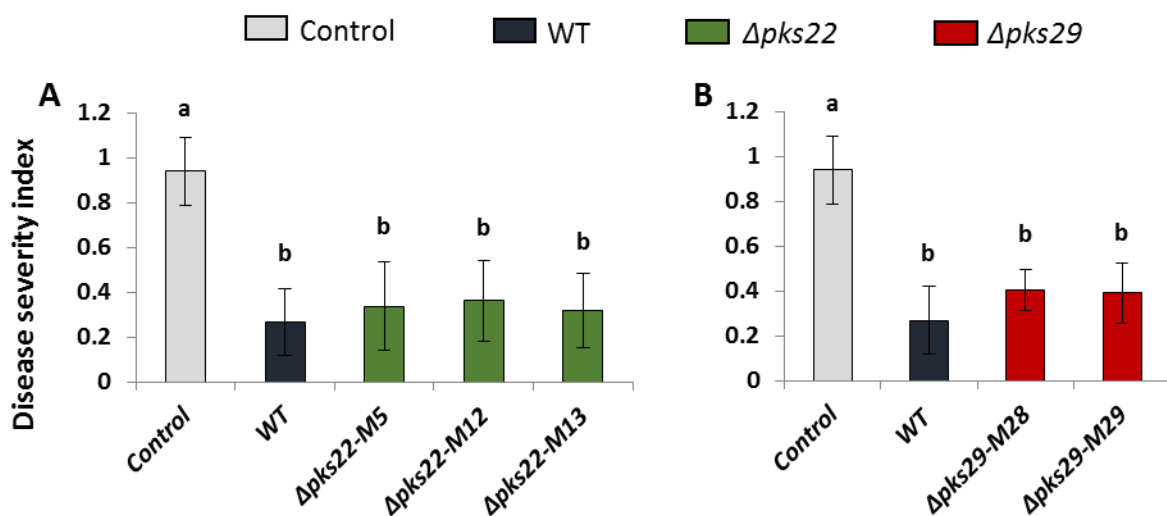 Control WT Δpks22 Δpks29
A
Disease severity index
1.2
1
0.8
0.6
0.4
0.2
0
a
b
b
b
b
Control
WT
Δpks22-M5
Δpks22-M12
Δpks22-M13
B
1.2
1
0.8
0.6
0.4
0.2
0
a
b
b
b
Control
WT
Δpks29-M28
Δpks29-M29